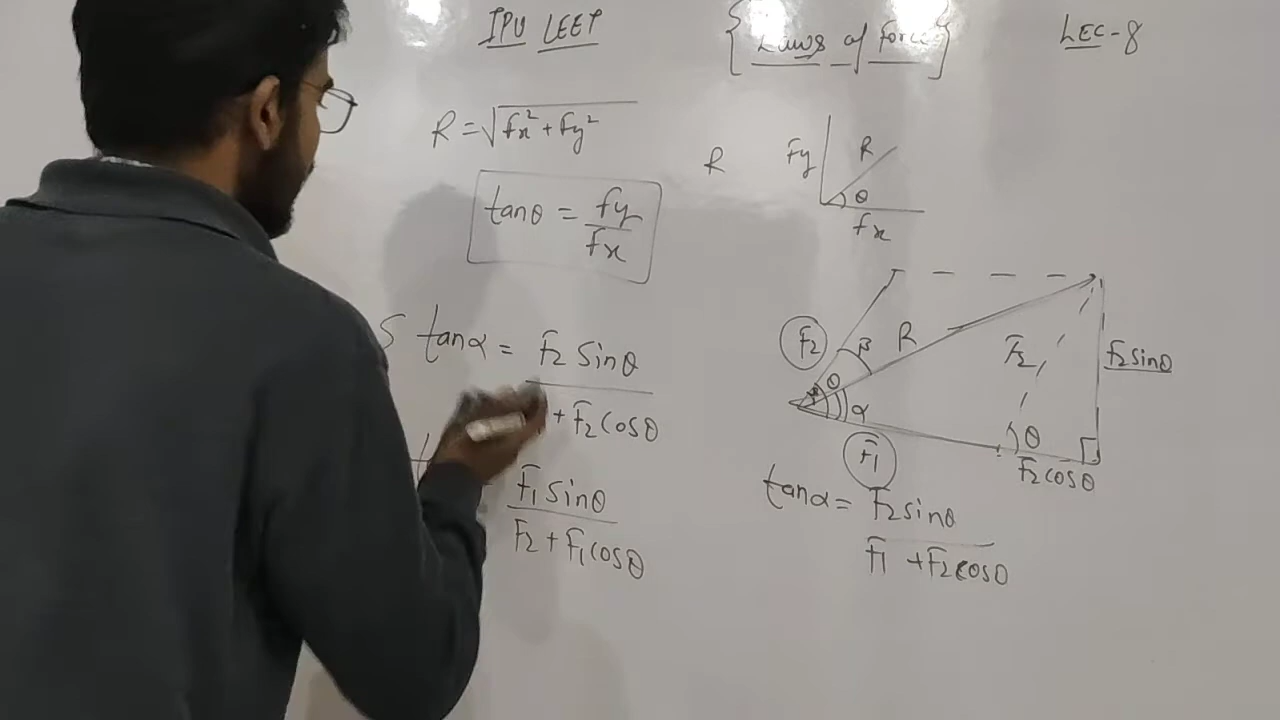 IPU LEET
{Laws of force}
LEC-8
R = √fx² + fy²
tanθ = fy / fx
R
Fy
R
θ
fx
S tanα = F2 Sinθ
+ F2 cosθ
F1 Sinθ
F2 + F1 cosθ
F2
β
R
F2
F2 sinθ
θ
α
θ
F1
F2 cosθ
tanα = F2 sinθ
F1 + F2 cosθ